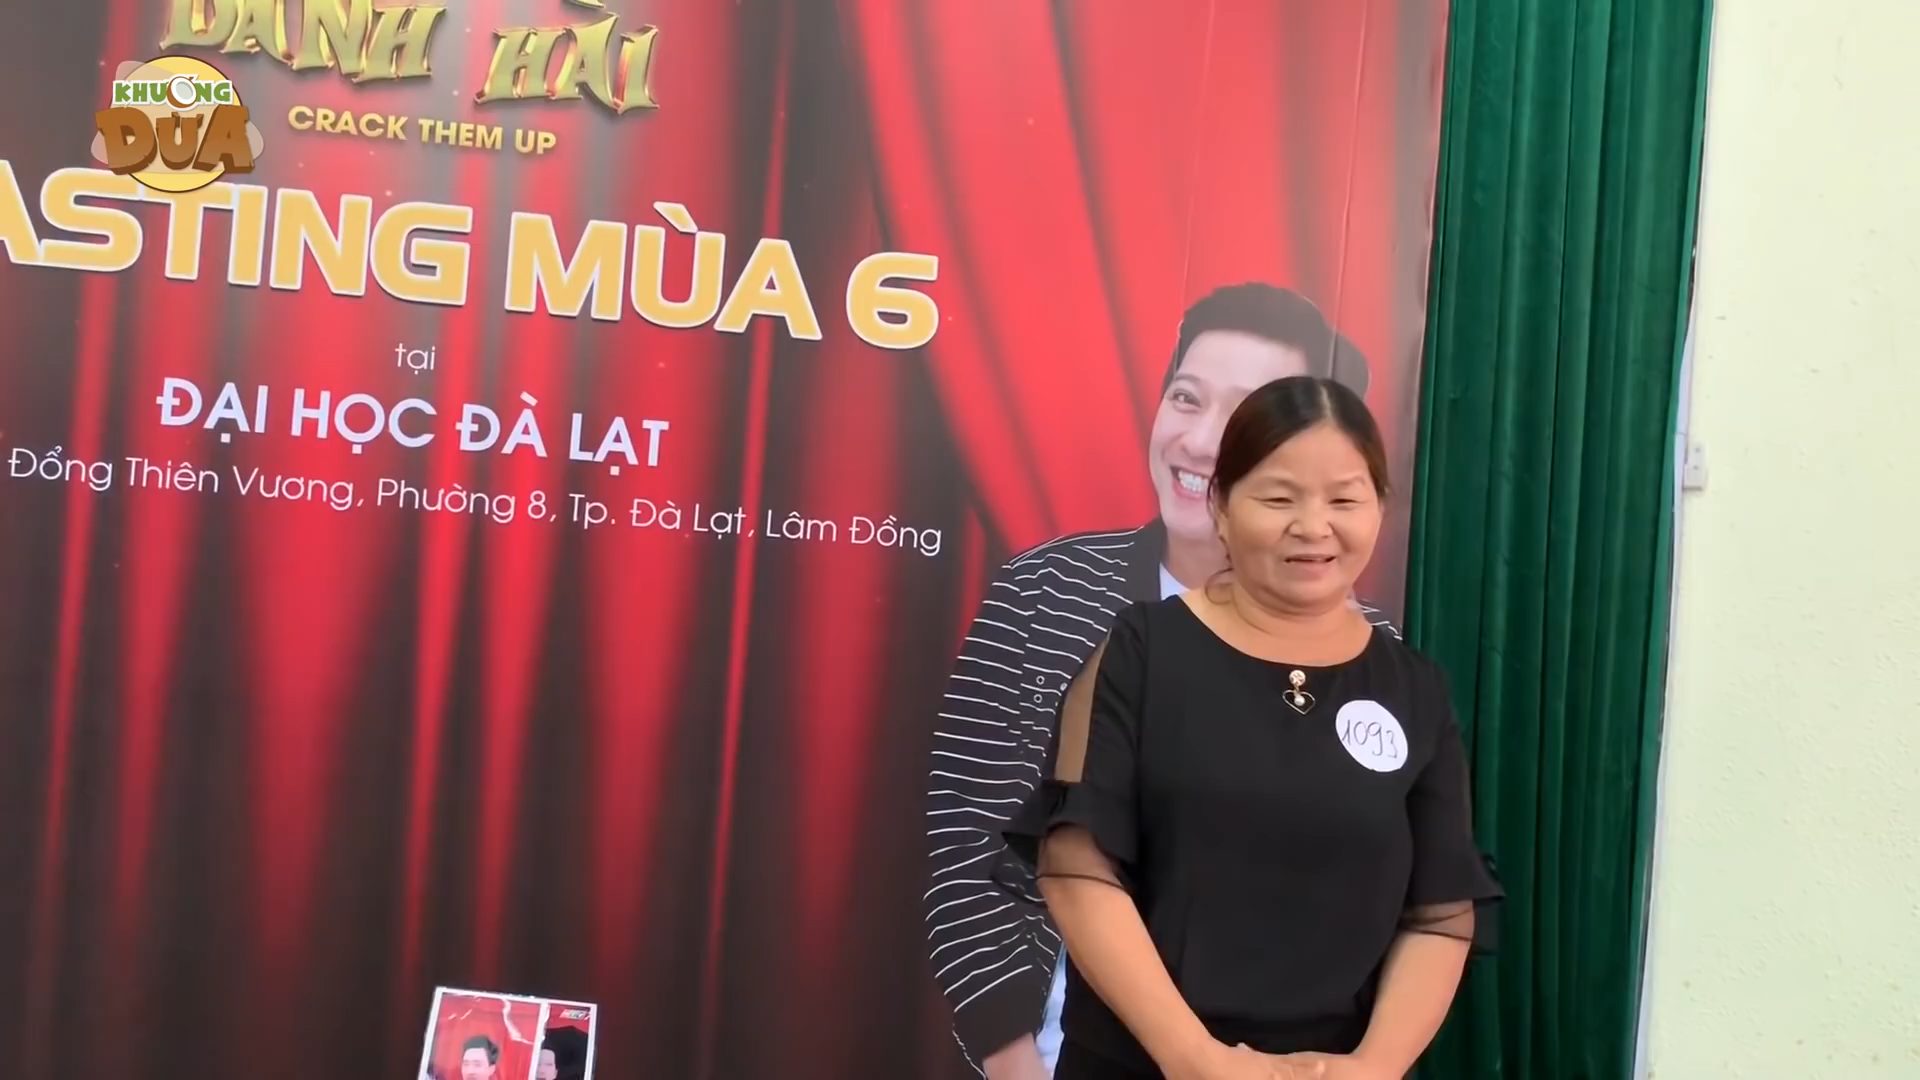 DANH HÀI
KHƯƠNG
DỪA
CRACK THEM UP
ASTING MÙA 6
tại
ĐẠI HỌC ĐÀ LẠT
Đổng Thiên Vương, Phường 8, Tp. Đà Lạt, Lâm Đồng
1093